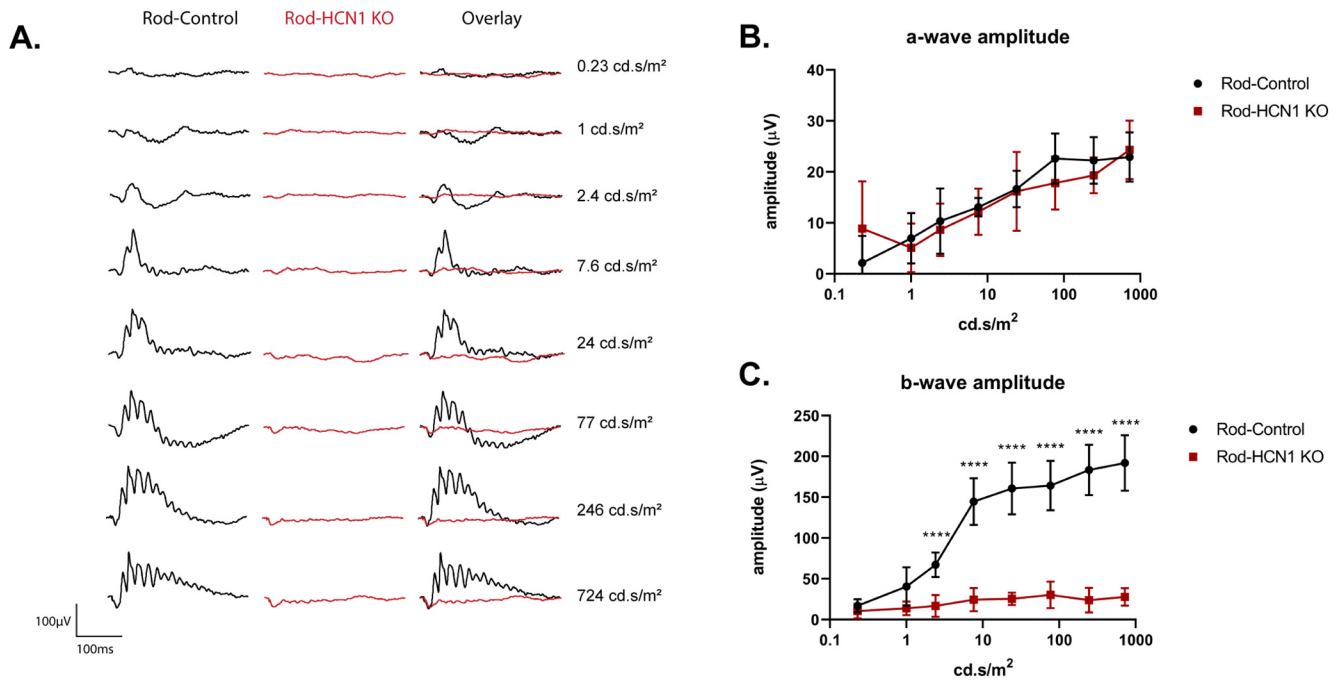 A.
Rod-Control Rod-HCN1 KO Overlay
0.23 cd.s/m²
1 cd.s/m²
2.4 cd.s/m²
7.6 cd.s/m²
24 cd.s/m²
77 cd.s/m²
246 cd.s/m²
724 cd.s/m²
100µV
100ms
B.
a-wave amplitude
amplitude (µV)
40
30
20
10
0
0.1 1 10 100 1000
cd.s/m²
Rod-Control
Rod-HCN1 KO
C.
b-wave amplitude
amplitude (µV)
250
200
150
100
50
0
**** **** **** **** **** ****
0.1 1 10 100 1000
cd.s/m²
Rod-Control
Rod-HCN1 KO